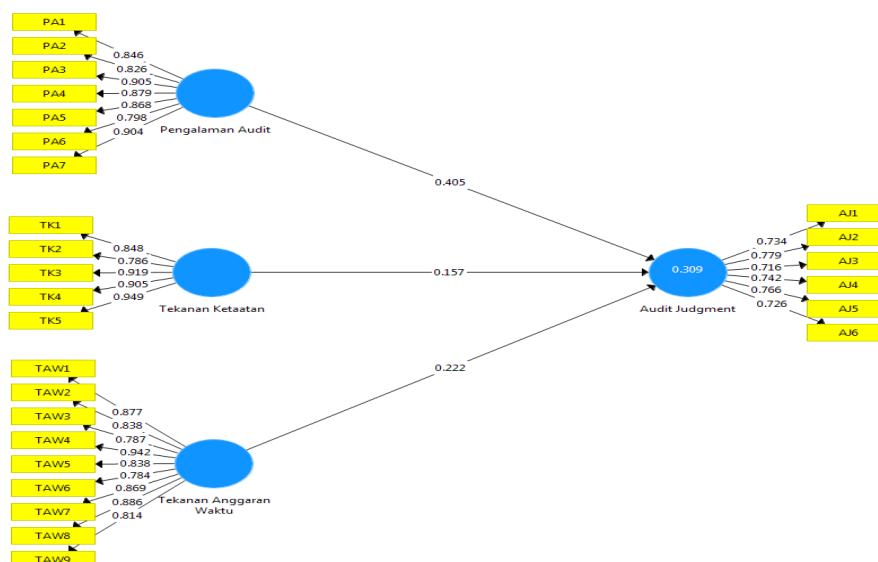 PA1
PA2
PA3
PA4
PA5
PA6
PA7
0.846
0.826
0.905
0.879
0.868
0.798
0.904
Pengalaman Audit
0.405
TK1
TK2
TK3
TK4
TK5
0.848
0.786
0.919
0.905
0.949
Tekanan Ketaatan
0.157
TAW1
TAW2
TAW3
TAW4
TAW5
TAW6
TAW7
TAW8
TAW9
0.877
0.838
0.787
0.942
0.838
0.784
0.869
0.886
0.814
Tekanan Anggaran
Waktu
0.222
0.309
Audit Judgment
0.734
0.779
0.716
0.742
0.766
0.726
AJ1
AJ2
AJ3
AJ4
AJ5
AJ6